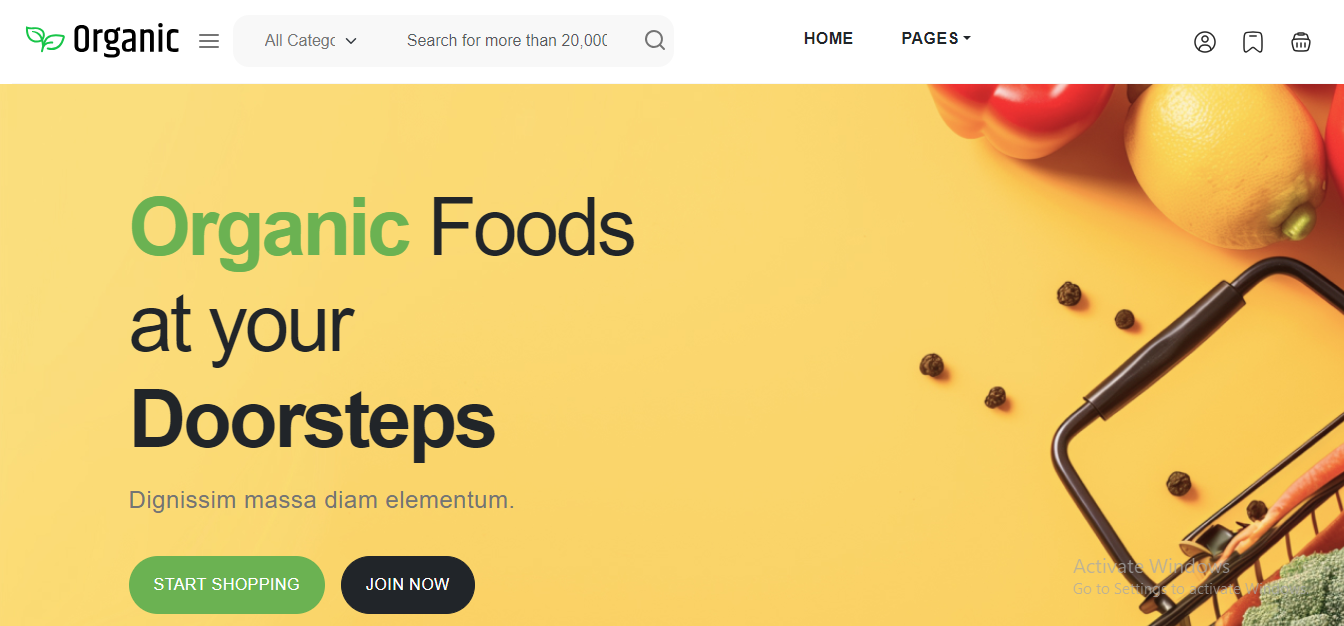 Organic
All Catego
Search for more than 20,000
HOME
PAGES
Organic Foods
at your
Doorsteps
Dignissim massa diam elementum.
START SHOPPING
JOIN NOW
Activate Windows
Go to Settings to activate Windows.